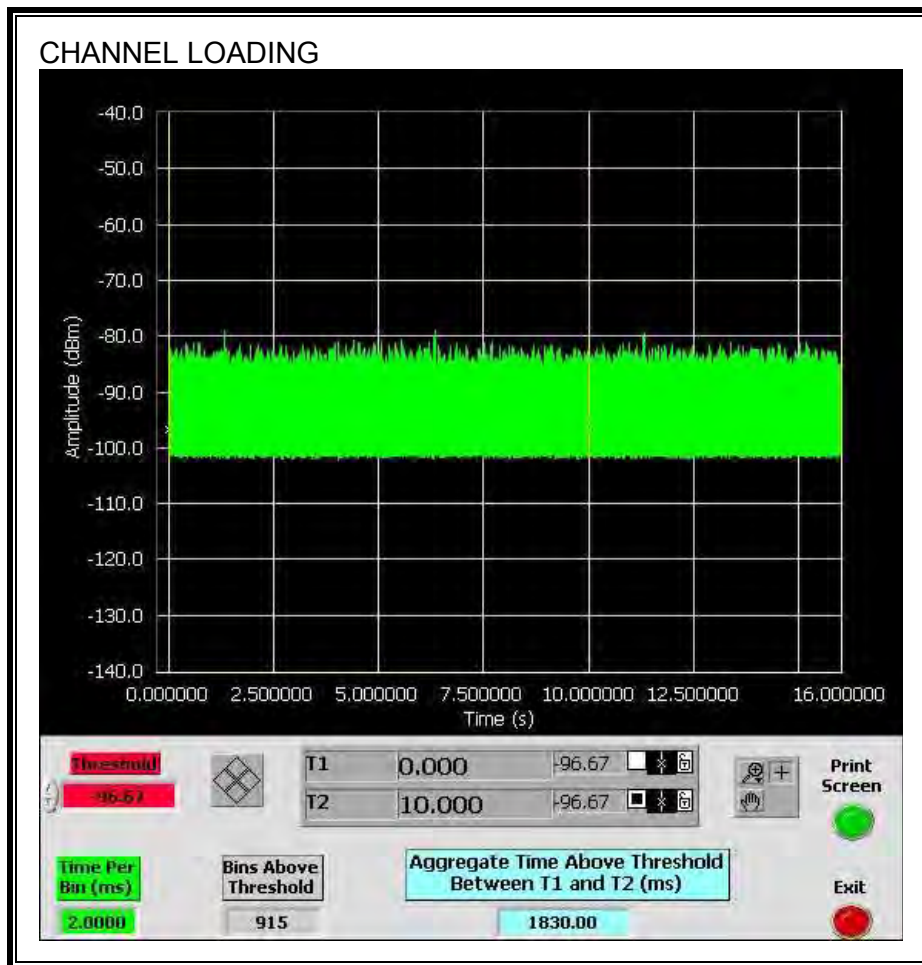 CHANNEL LOADING
-40.0
-50.0
-60.0
-70.0
-80.0
-90.0
-100.0
-110.0
-120.0
-130.0
-140.0
Amplitude (dBm)
0.000000 2.500000 5.000000 7.500000 10.000000 12.500000 16.000000
Time (s)
Threshold
-96.67
T1 0.000 -96.67
T2 10.000 -96.67
Print
Screen
Time Per
Bin (ms)
2.0000
Bins Above
Threshold
915
Aggregate Time Above Threshold
Between T1 and T2 (ms)
1830.00
Exit